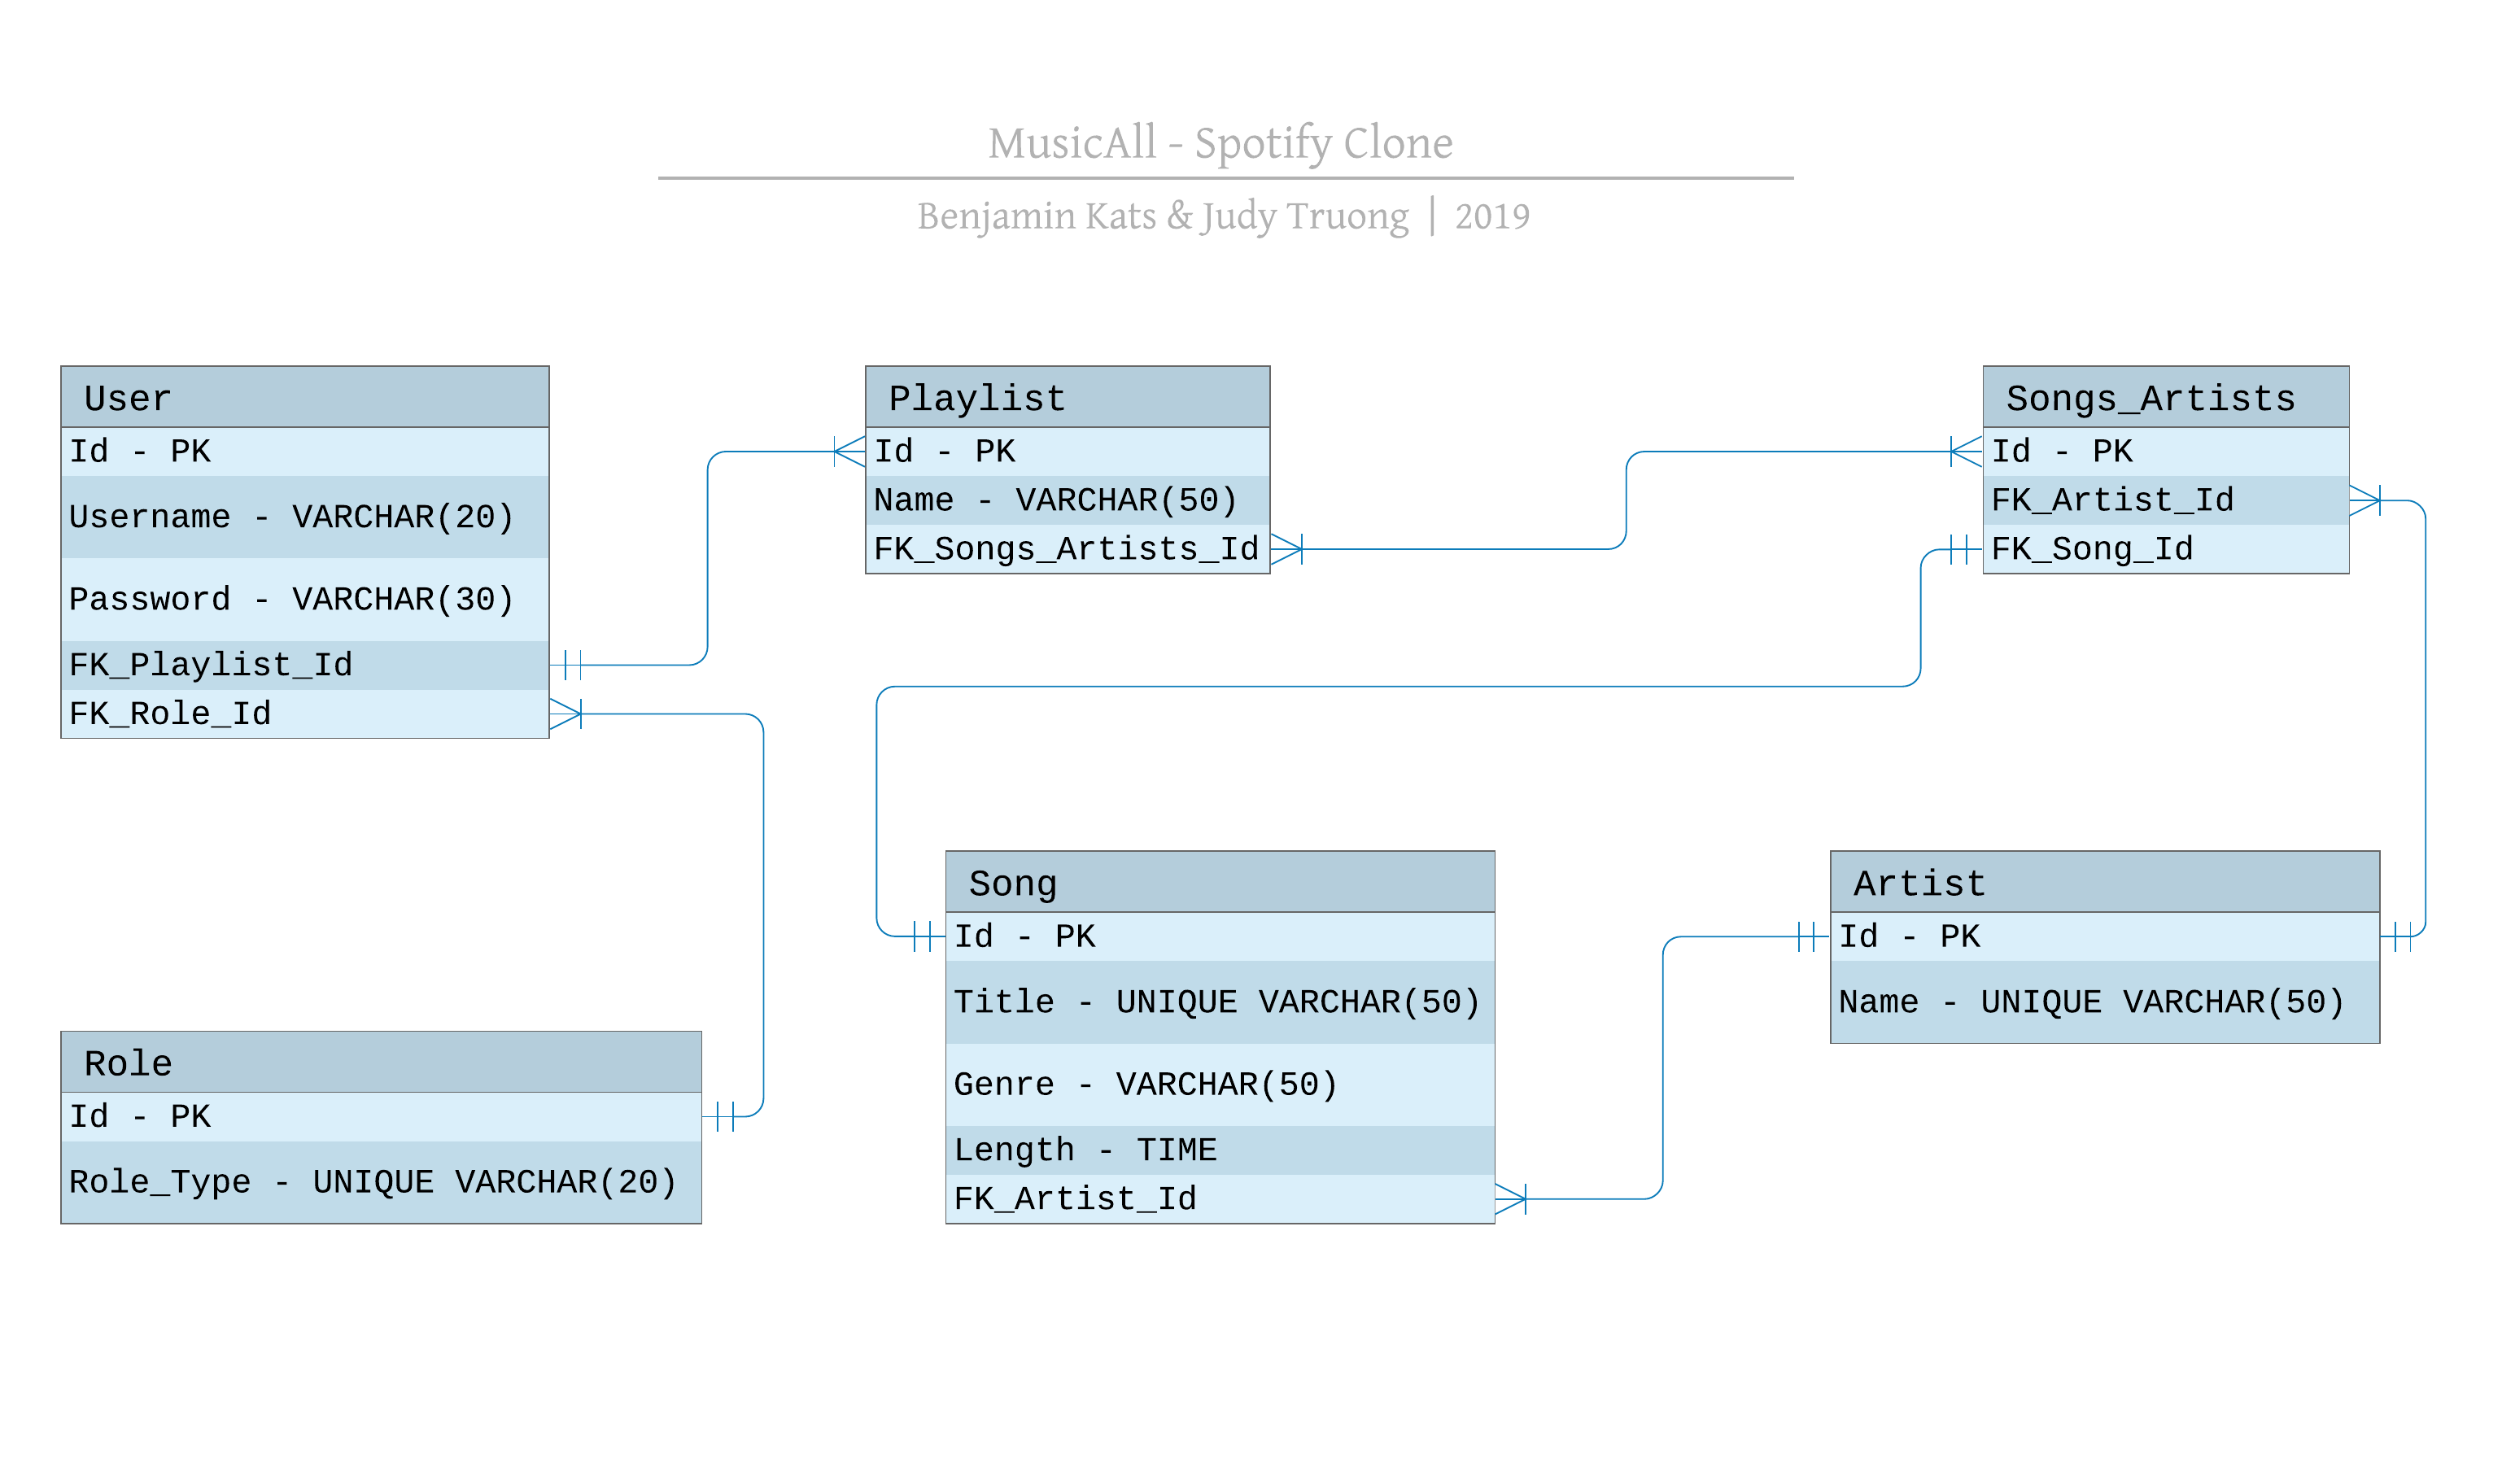 MusicAll - Spotify Clone
Benjamin Kats & Judy Truong | 2019
User
Id - PK
Username - VARCHAR(20)
Password - VARCHAR(30)
FK_Playlist_Id
FK_Role_Id
Playlist
Id - PK
Name - VARCHAR(50)
FK_Songs_Artists_Id
Songs_Artists
Id - PK
FK_Artist_Id
FK_Song_Id
Role
Id - PK
Role_Type - UNIQUE VARCHAR(20)
Song
Id - PK
Title - UNIQUE VARCHAR(50)
Genre - VARCHAR(50)
Length - TIME
FK_Artist_Id
Artist
Id - PK
Name - UNIQUE VARCHAR(50)